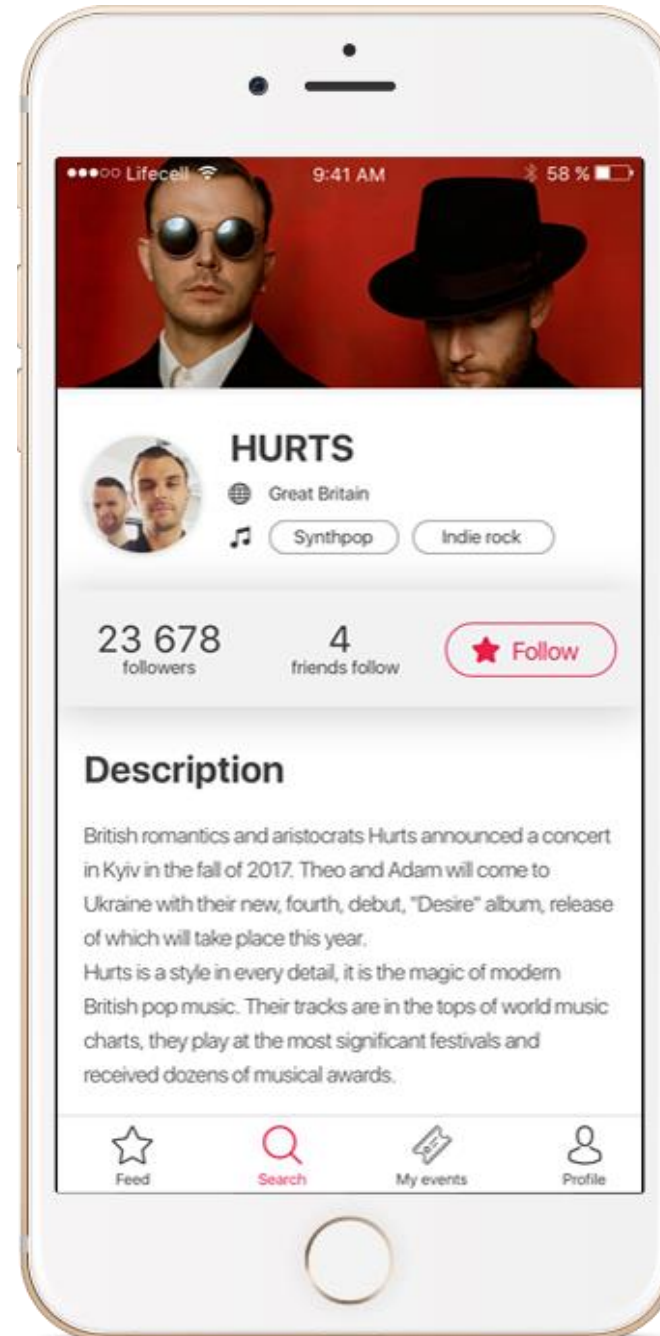 Lifecell 9:41 AM 58 %
HURTS
Great Britain
Synthpop Indie rock
23 678 4 Follow
followers friends follow
Description
British romantics and aristocrats Hurts announced a concert
in Kyiv in the fall of 2017. Theo and Adam will come to
Ukraine with their new, fourth, debut, "Desire" album, release
of which will take place this year.
Hurts is a style in every detail, it is the magic of modern
British pop music. Their tracks are in the tops of world music
charts, they play at the most significant festivals and
received dozens of musical awards.
Feed Search My events Profile